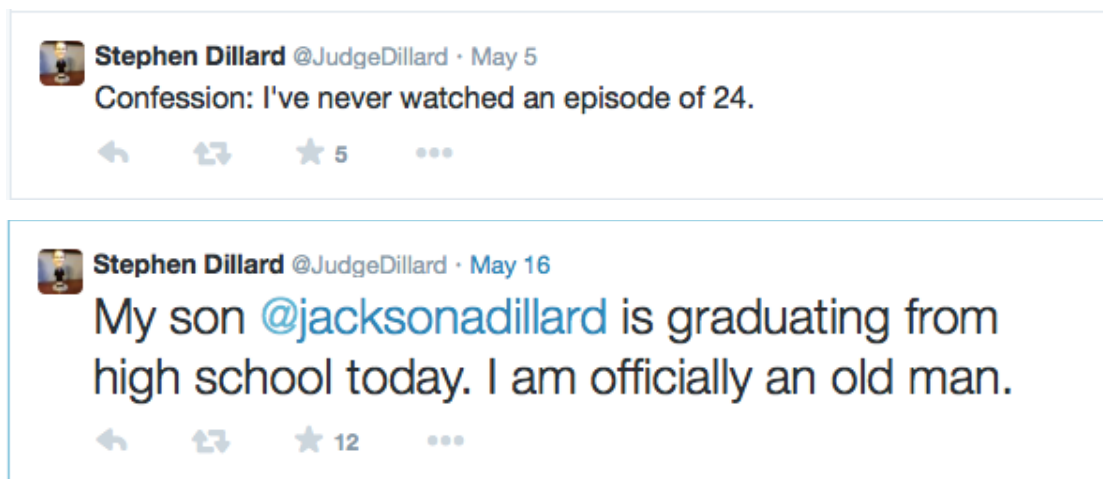 Stephen Dillard @JudgeDillard · May 5
Confession: I've never watched an episode of 24.
5
Stephen Dillard @JudgeDillard · May 16
My son @jacksonadillard is graduating from
high school today. I am officially an old man.
12